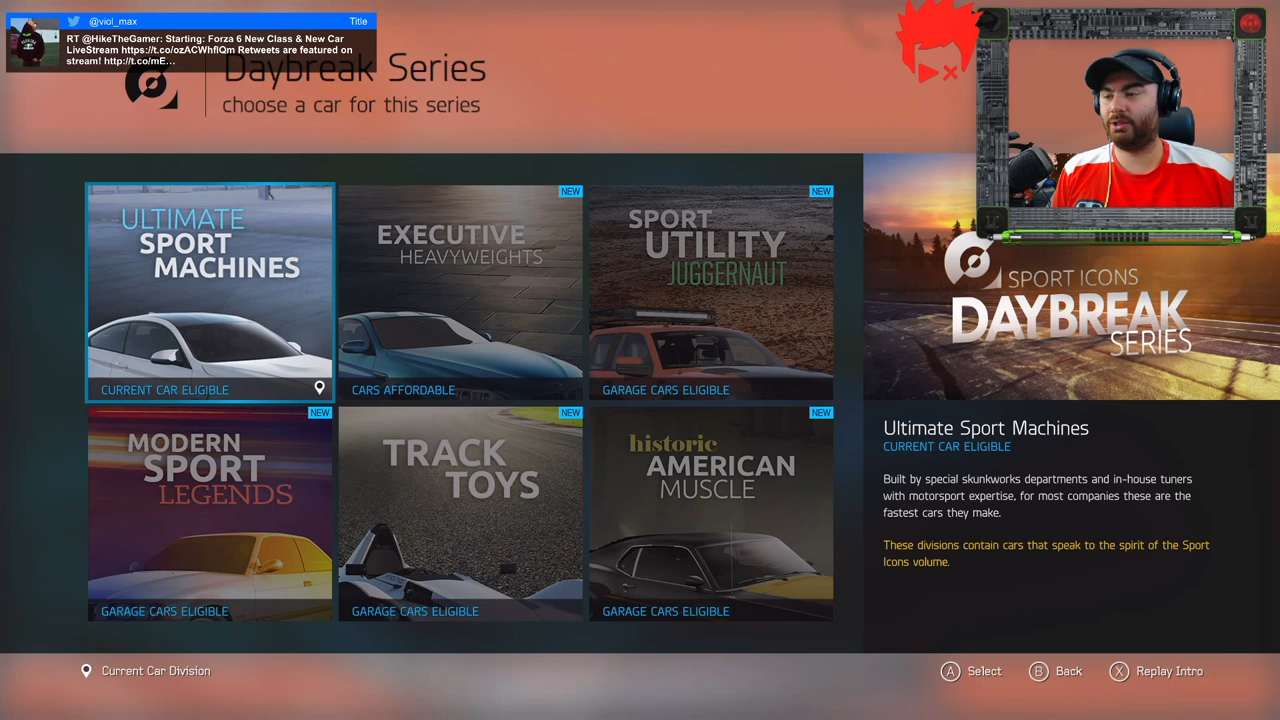 @viol_max
Title
RT @HikeTheGamer: Starting: Forza 6 New Class & New Car
LiveStream https://t.co/ozACWhflQm Retweets are featured on
stream! http://t.co/mE...
Daybreak Series
choose a car for this series
ULTIMATE
SPORT
MACHINES
CURRENT CAR ELIGIBLE
NEW
EXECUTIVE
HEAVYWEIGHTS
CARS AFFORDABLE
NEW
SPORT
UTILITY
JUGGERNAUT
GARAGE CARS ELIGIBLE
NEW
MODERN
SPORT
LEGENDS
GARAGE CARS ELIGIBLE
NEW
TRACK
TOYS
GARAGE CARS ELIGIBLE
NEW
historic
AMERICAN
MUSCLE
GARAGE CARS ELIGIBLE
SPORT ICONS
DAYBREAK
SERIES
Ultimate Sport Machines
CURRENT CAR ELIGIBLE
Built by special skunkworks departments and in-house tuners
with motorsport expertise, for most companies these are the
fastest cars they make.
These divisions contain cars that speak to the spirit of the Sport
Icons volume.
Current Car Division
A Select
B Back
X Replay Intro